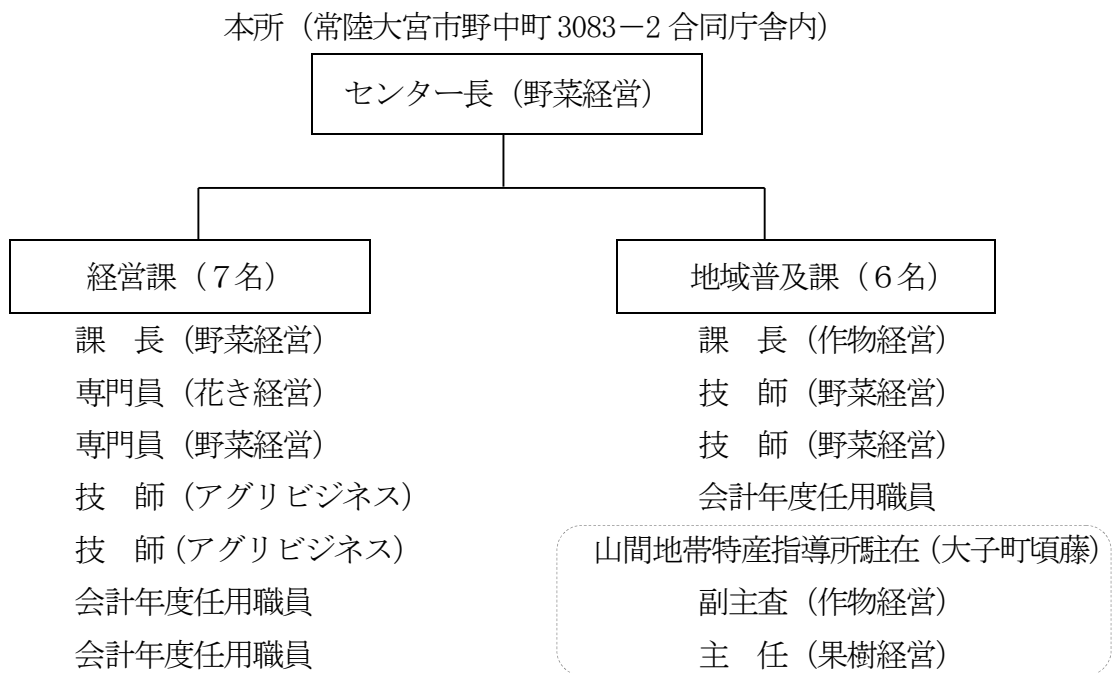 本所（常陸大宮市野中町 3083－2 合同庁舎内）
センター長（野菜経営）
経営課（７名）
課　長（野菜経営）
専門員（花き経営）
専門員（野菜経営）
技　師（アグリビジネス）
技　師（アグリビジネス）
会計年度任用職員
会計年度任用職員
地域普及課（６名）
課　長（作物経営）
技　師（野菜経営）
技　師（野菜経営）
会計年度任用職員
山間地帯特産指導所駐在（大子町頃藤）
副主査（作物経営）
主　任（果樹経営）